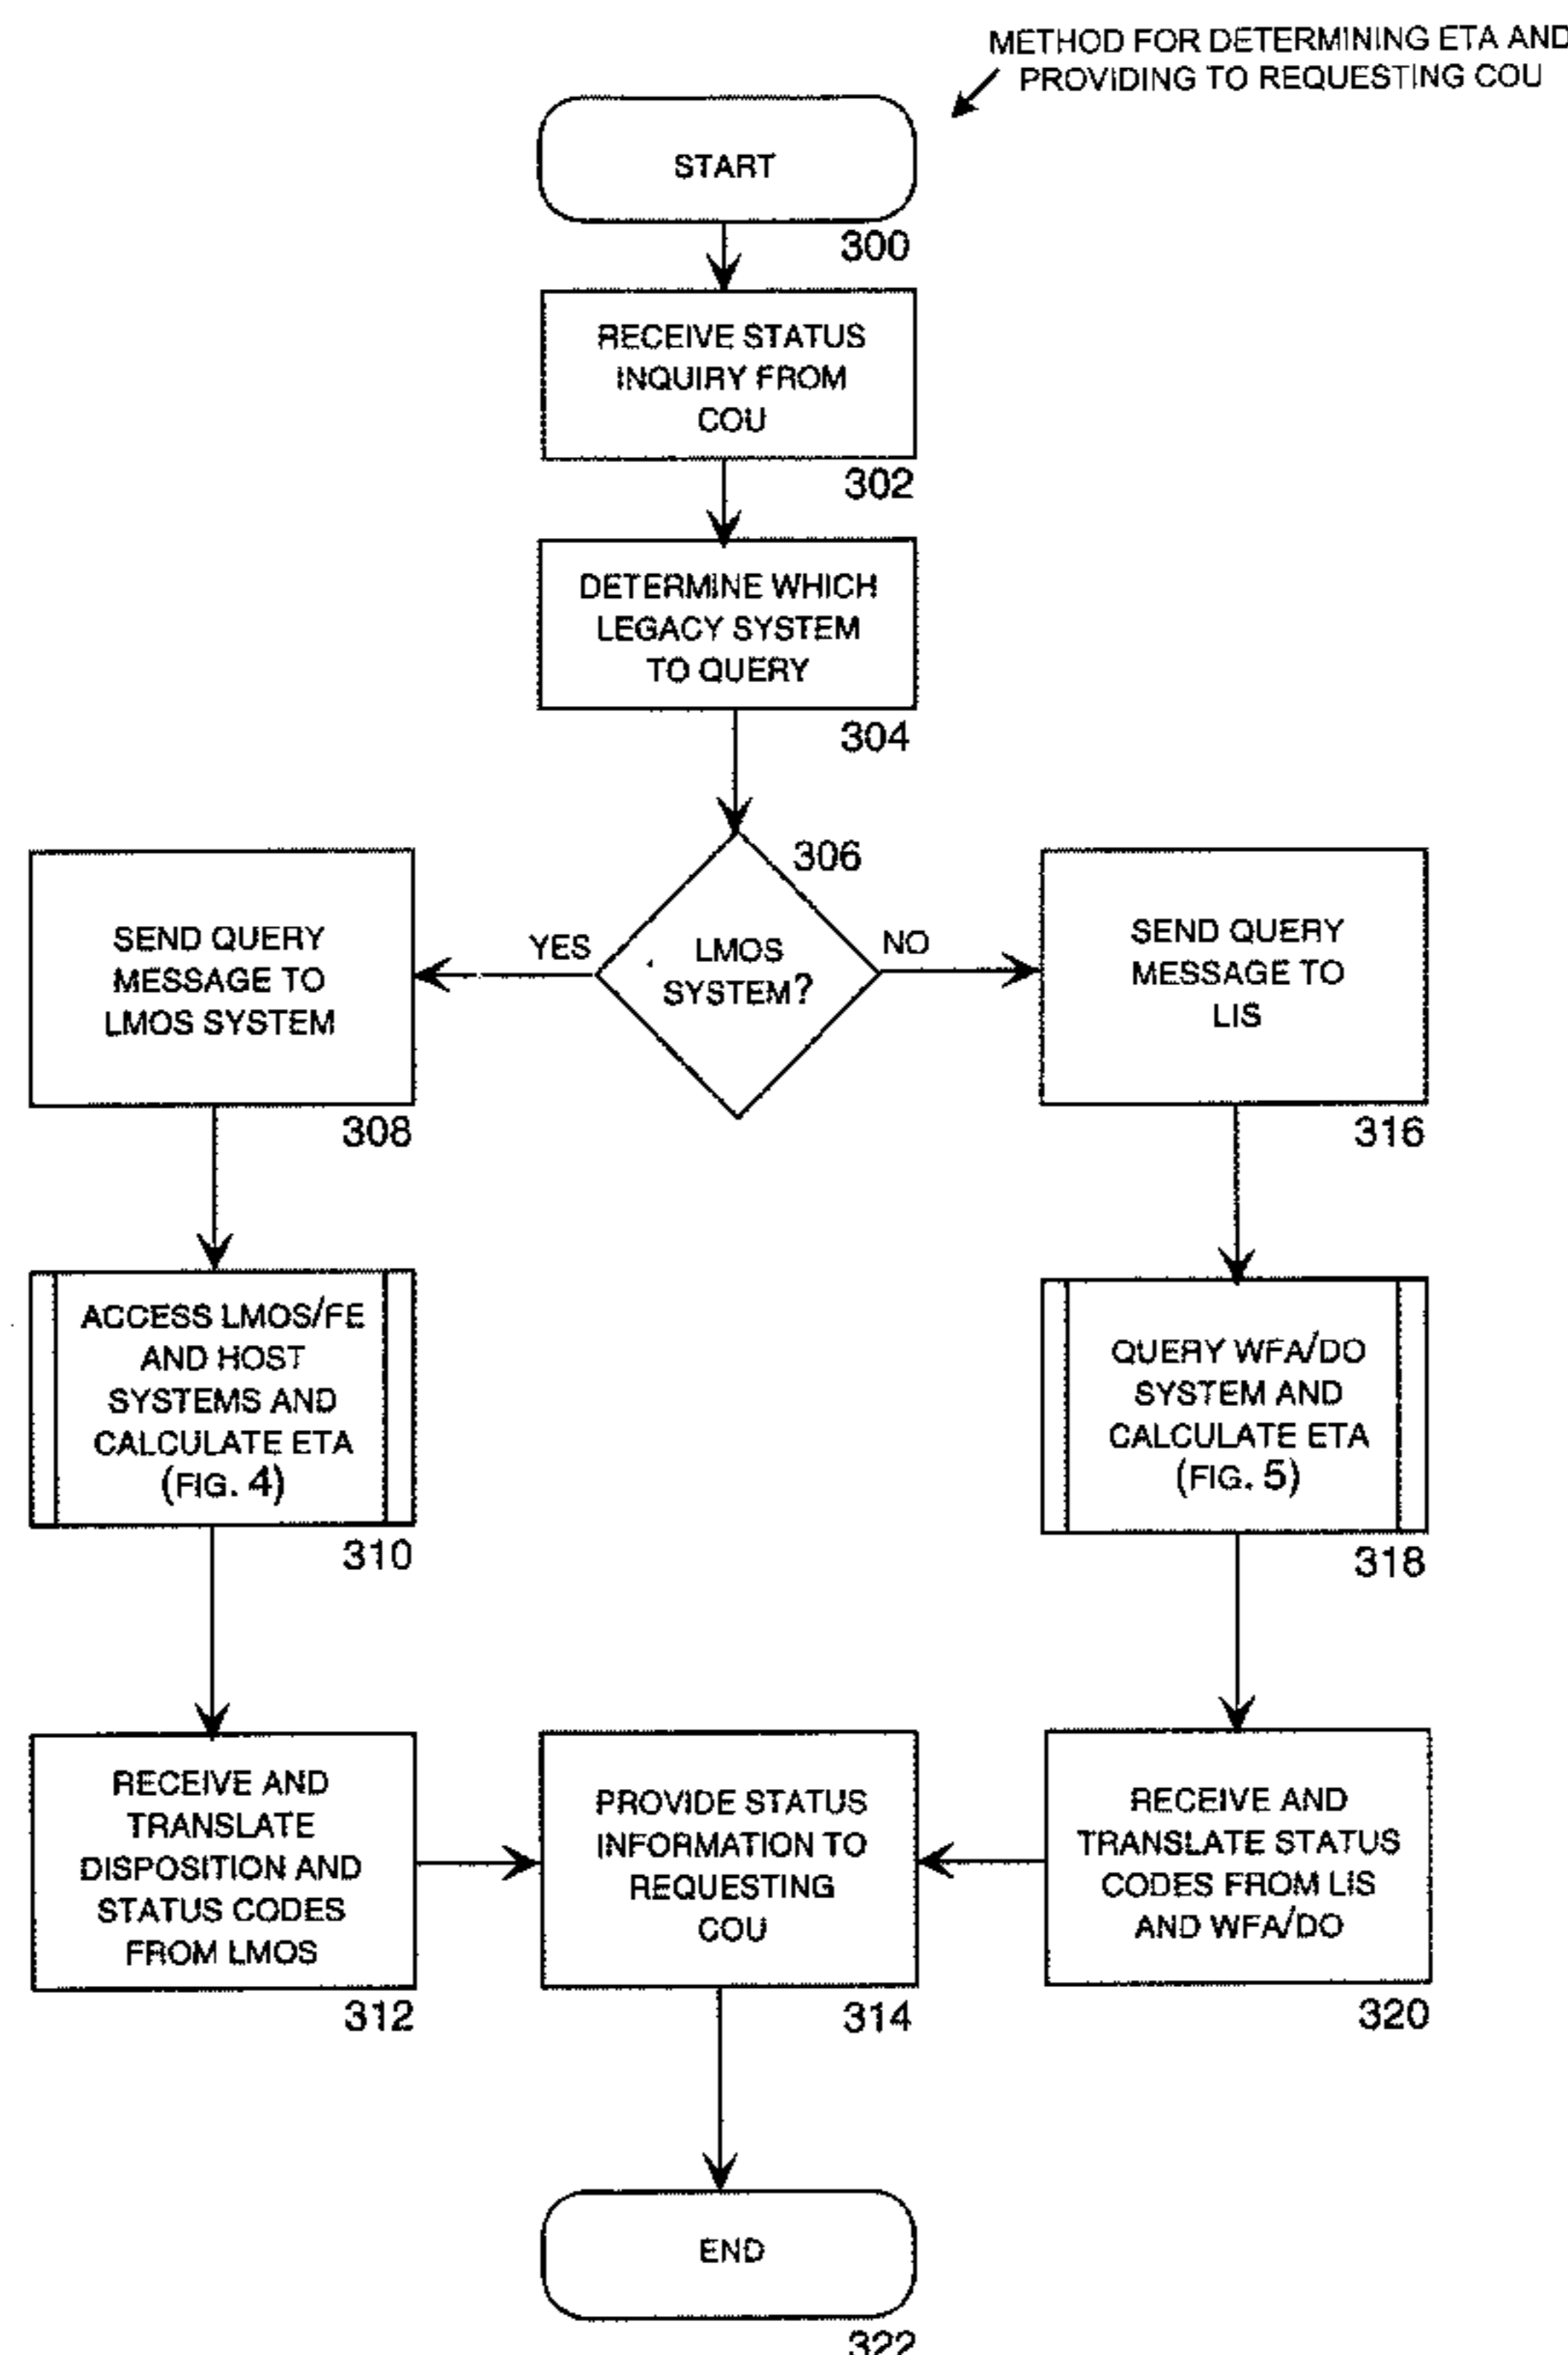 METHOD FOR DETERMINING ETA AND
PROVIDING TO REQUESTING COU
START
300
RECEIVE STATUS
INQUIRY FROM
COU
302
DETERMINE WHICH
LEGACY SYSTEM
TO QUERY
304
306
LMOS
SYSTEM?
YES
NO
SEND QUERY
MESSAGE TO
LMOS SYSTEM
308
SEND QUERY
MESSAGE TO
LIS
316
ACCESS LMOS/FE
AND HOST
SYSTEMS AND
CALCULATE ETA
(FIG. 4)
310
QUERY WFA/DO
SYSTEM AND
CALCULATE ETA
(FIG. 5)
318
RECEIVE AND
TRANSLATE
DISPOSITION AND
STATUS CODES
FROM LMOS
312
PROVIDE STATUS
INFORMATION TO
REQUESTING
COU
314
RECEIVE AND
TRANSLATE STATUS
CODES FROM LIS
AND WFA/DO
320
END
322